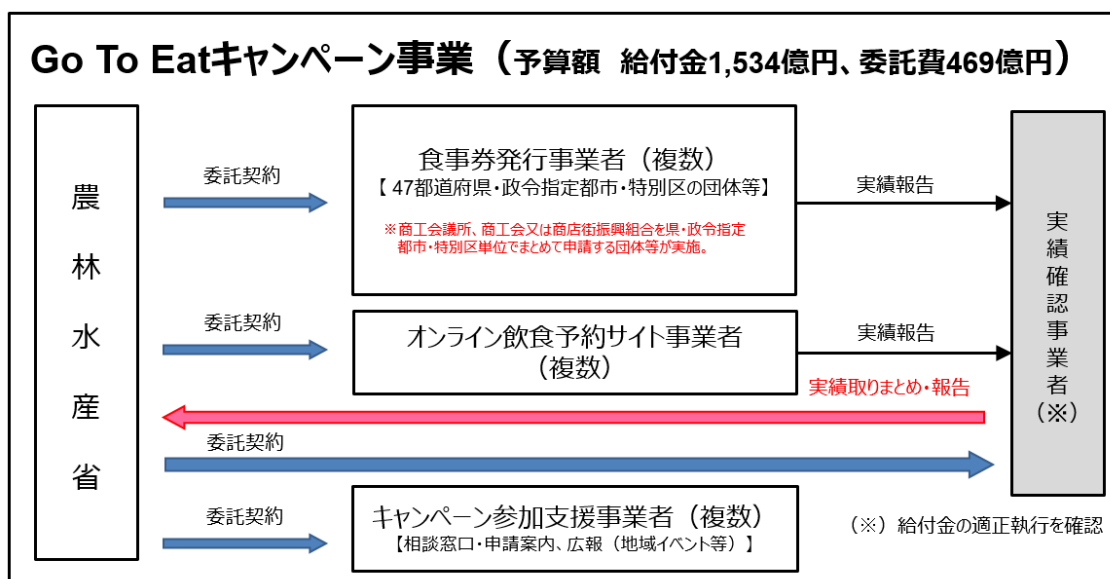 Go To Eatキャンペーン事業（予算額　給付金1,534億円、委託費469億円）
農林水産省
委託契約
食事券発行事業者（複数）
【 47都道府県・政令指定都市・特別区の団体等】
※商工会議所、商工会又は商店街振興組合を県・政令指定
都市・特別区単位でまとめて申請する団体等が実施。
実績報告
実績確認事業者（※）
委託契約
オンライン飲食予約サイト事業者
（複数）
実績報告
実績取りまとめ・報告
委託契約
委託契約
キャンペーン参加支援事業者（複数）
【相談窓口・申請案内、広報（地域イベント等）】
（※）給付金の適正執行を確認